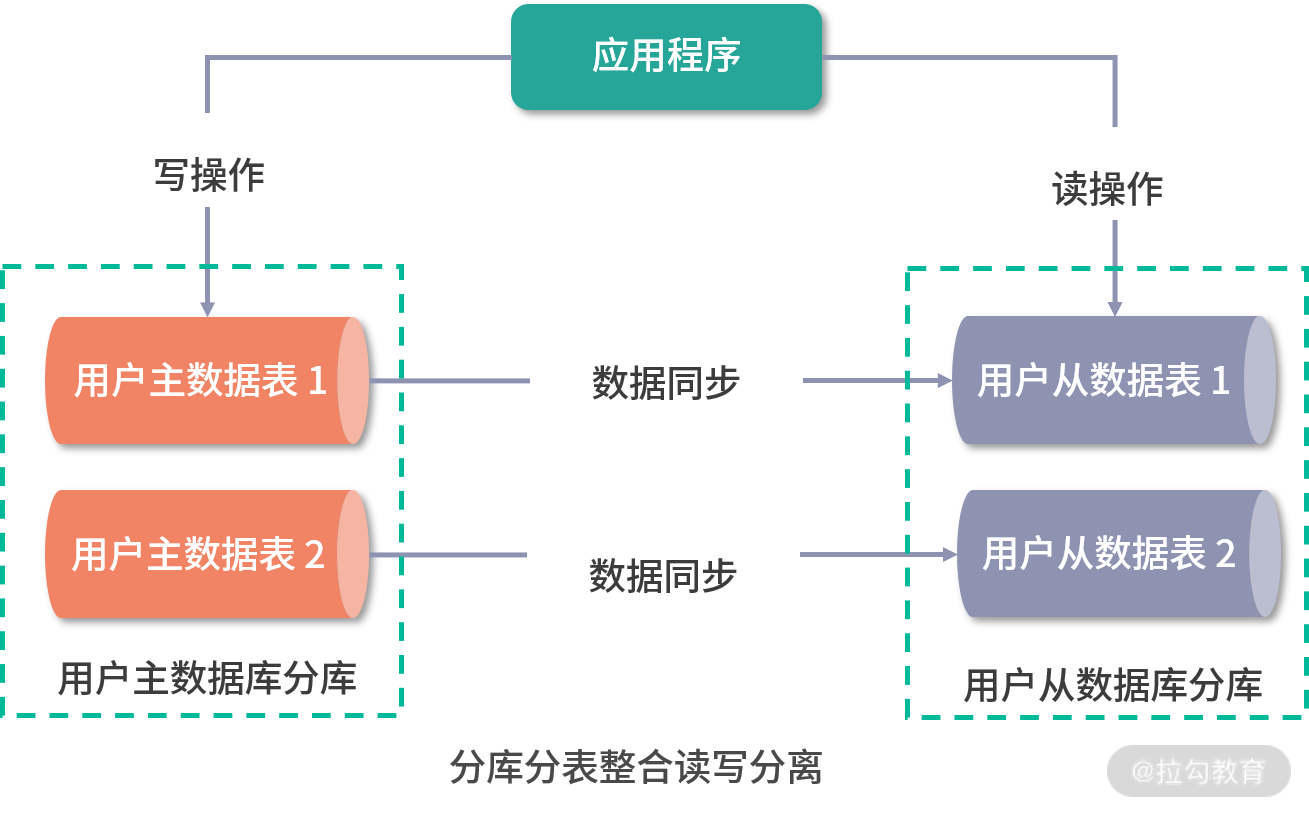 应用程序
写操作
读操作
用户主数据表 1
数据同步
用户从数据表 1
用户主数据表 2
数据同步
用户从数据表 2
用户主数据库分库
用户从数据库分库
分库分表整合读写分离
@拉勾教育